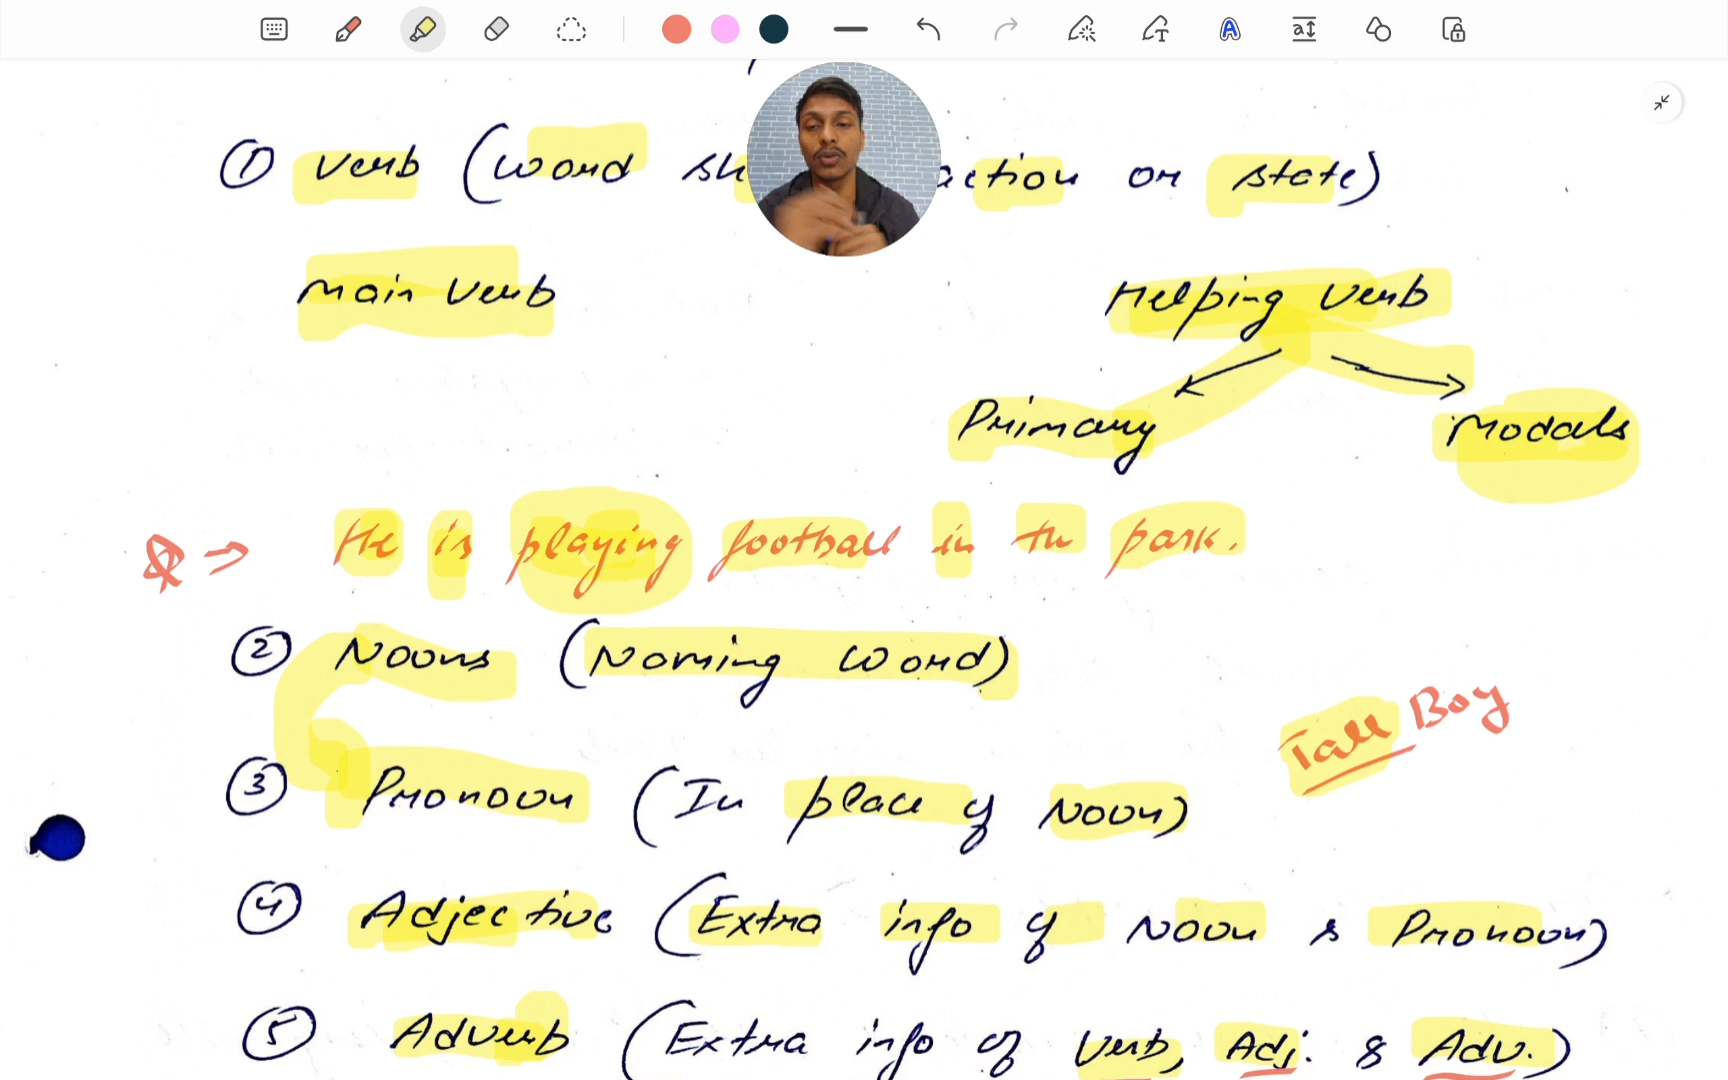 ① Verb (Word sh action or state)
Main Verb Helping Verb
Primary Modals
Q → He is playing football in the park.
② Nouns (Naming Word)
Tall Boy
③ Pronoun (In place of Noun)
④ Adjective (Extra info of Noun & Pronoun)
⑤ Adverb (Extra info of Verb, Adj. & Adv.)